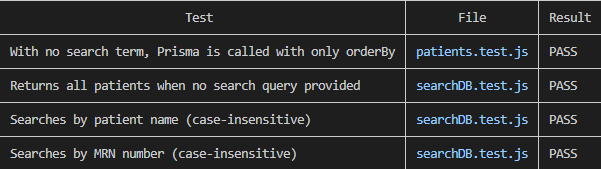 Test File Result
With no search term, Prisma is called with only orderBy patients.test.js PASS
Returns all patients when no search query provided searchDB.test.js PASS
Searches by patient name (case-insensitive) searchDB.test.js PASS
Searches by MRN number (case-insensitive) searchDB.test.js PASS